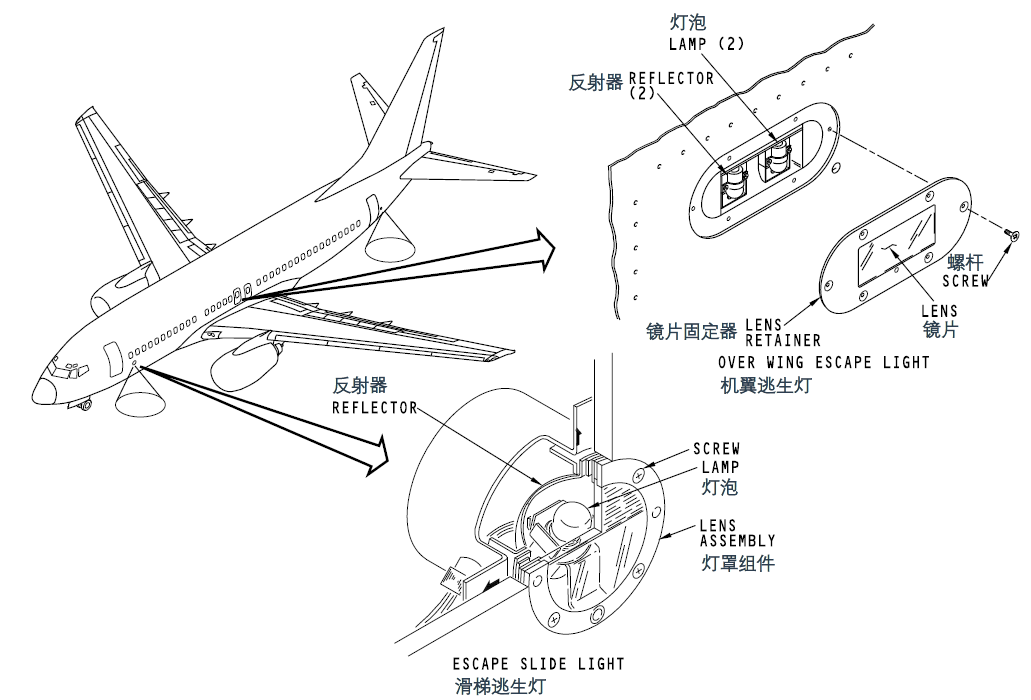 灯泡
LAMP (2)
反射器 REFLECTOR
(2)
螺杆
SCREW
LENS
镜片
镜片固定器 LENS
RETAINER
OVER WING ESCAPE LIGHT
机翼逃生灯
反射器
REFLECTOR
SCREW
LAMP
灯泡
LENS
ASSEMBLY
灯罩组件
ESCAPE SLIDE LIGHT
滑梯逃生灯